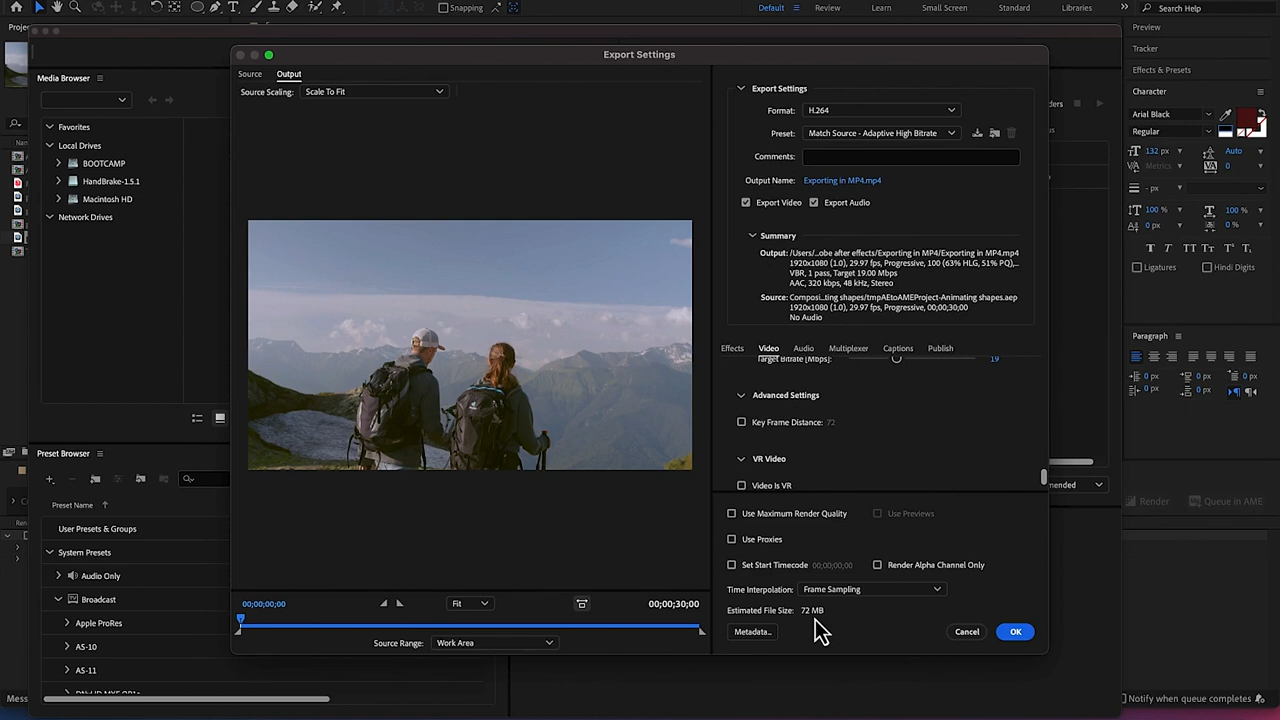 Snapping
Default
Review
Learn
Small Screen
Standard
Libraries
Search Help
Export Settings
Media Browser
Favorites
Local Drives
BOOTCAMP
HandBrake-1.5.1
Macintosh HD
Network Drives
Preset Browser
Preset Name
User Presets & Groups
System Presets
Audio Only
Broadcast
Apple ProRes
AS-10
AS-11
Source
Output
Source Scaling:
Scale To Fit
00;00;00;00
Fit
00;00;30;00
Source Range:
Work Area
Export Settings
Format:
H.264
Preset:
Match Source - Adaptive High Bitrate
Comments:
Output Name:
Exporting in MP4.mp4
Export Video
Export Audio
Summary
Output: /Users/...obe after effects/Exporting in MP4/Exporting in MP4.mp4
1920x1080 (1.0), 29.97 fps, Progressive, 100 (63% HLG, 51% PQ),...
VBR, 1 pass, Target 19.00 Mbps
AAC, 320 kbps, 48 kHz, Stereo
Source: Composi...ting shapes/tmpAEtoAMEProject-Animating shapes.aep
1920x1080 (1.0), 29.97 fps, Progressive, 00;00;30;00
No Audio
Effects
Video
Audio
Multiplexer
Captions
Publish
Target Bitrate [Mbps]:
19
Advanced Settings
Key Frame Distance: 72
VR Video
Video Is VR
Use Maximum Render Quality
Use Previews
Use Proxies
Set Start Timecode 00;00;00;00
Render Alpha Channel Only
Time Interpolation:
Frame Sampling
Estimated File Size: 72 MB
Metadata...
Cancel
OK
Preview
Tracker
Effects & Presets
Character
Arial Black
Regular
132 px
Auto
Metrics
0
- px
100 %
100 %
0 px
0 %
T T TT Tт T¹ T₁
Ligatures
Hindi Digits
Paragraph
0 px
0 px
0 px
0 px
0 px
Render
Queue in AME
Notify when queue completes